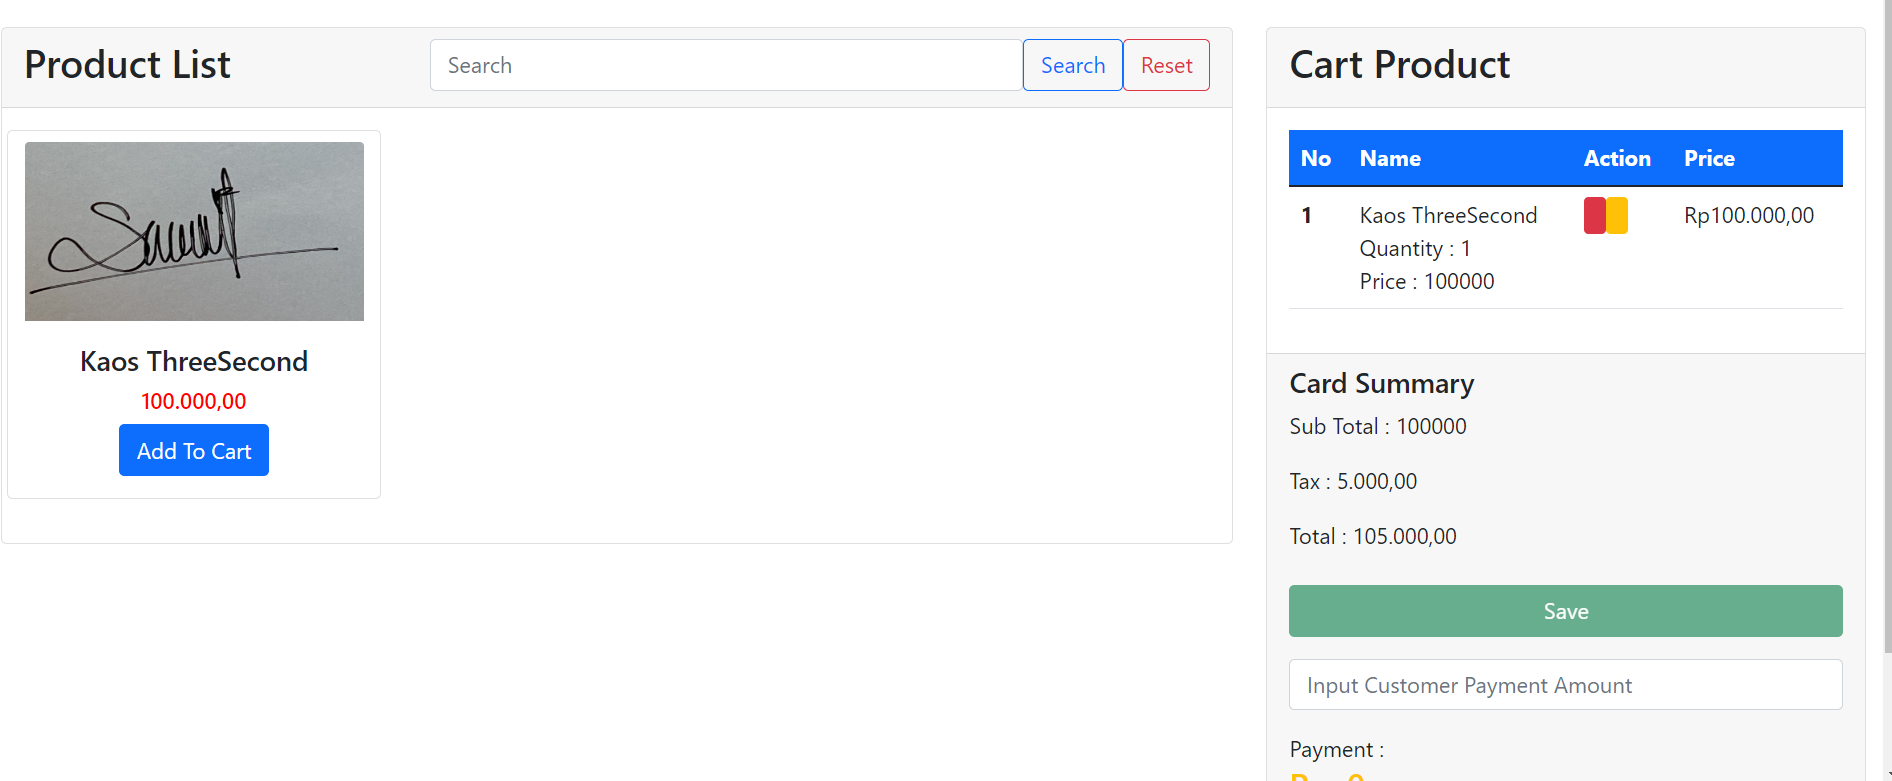 Product List
Search
Search
Reset
Kaos ThreeSecond
100.000,00
Add To Cart
Cart Product
No Name Action Price
1 Kaos ThreeSecond Rp100.000,00
Quantity : 1
Price : 100000
Card Summary
Sub Total : 100000
Tax : 5.000,00
Total : 105.000,00
Save
Input Customer Payment Amount
Payment :